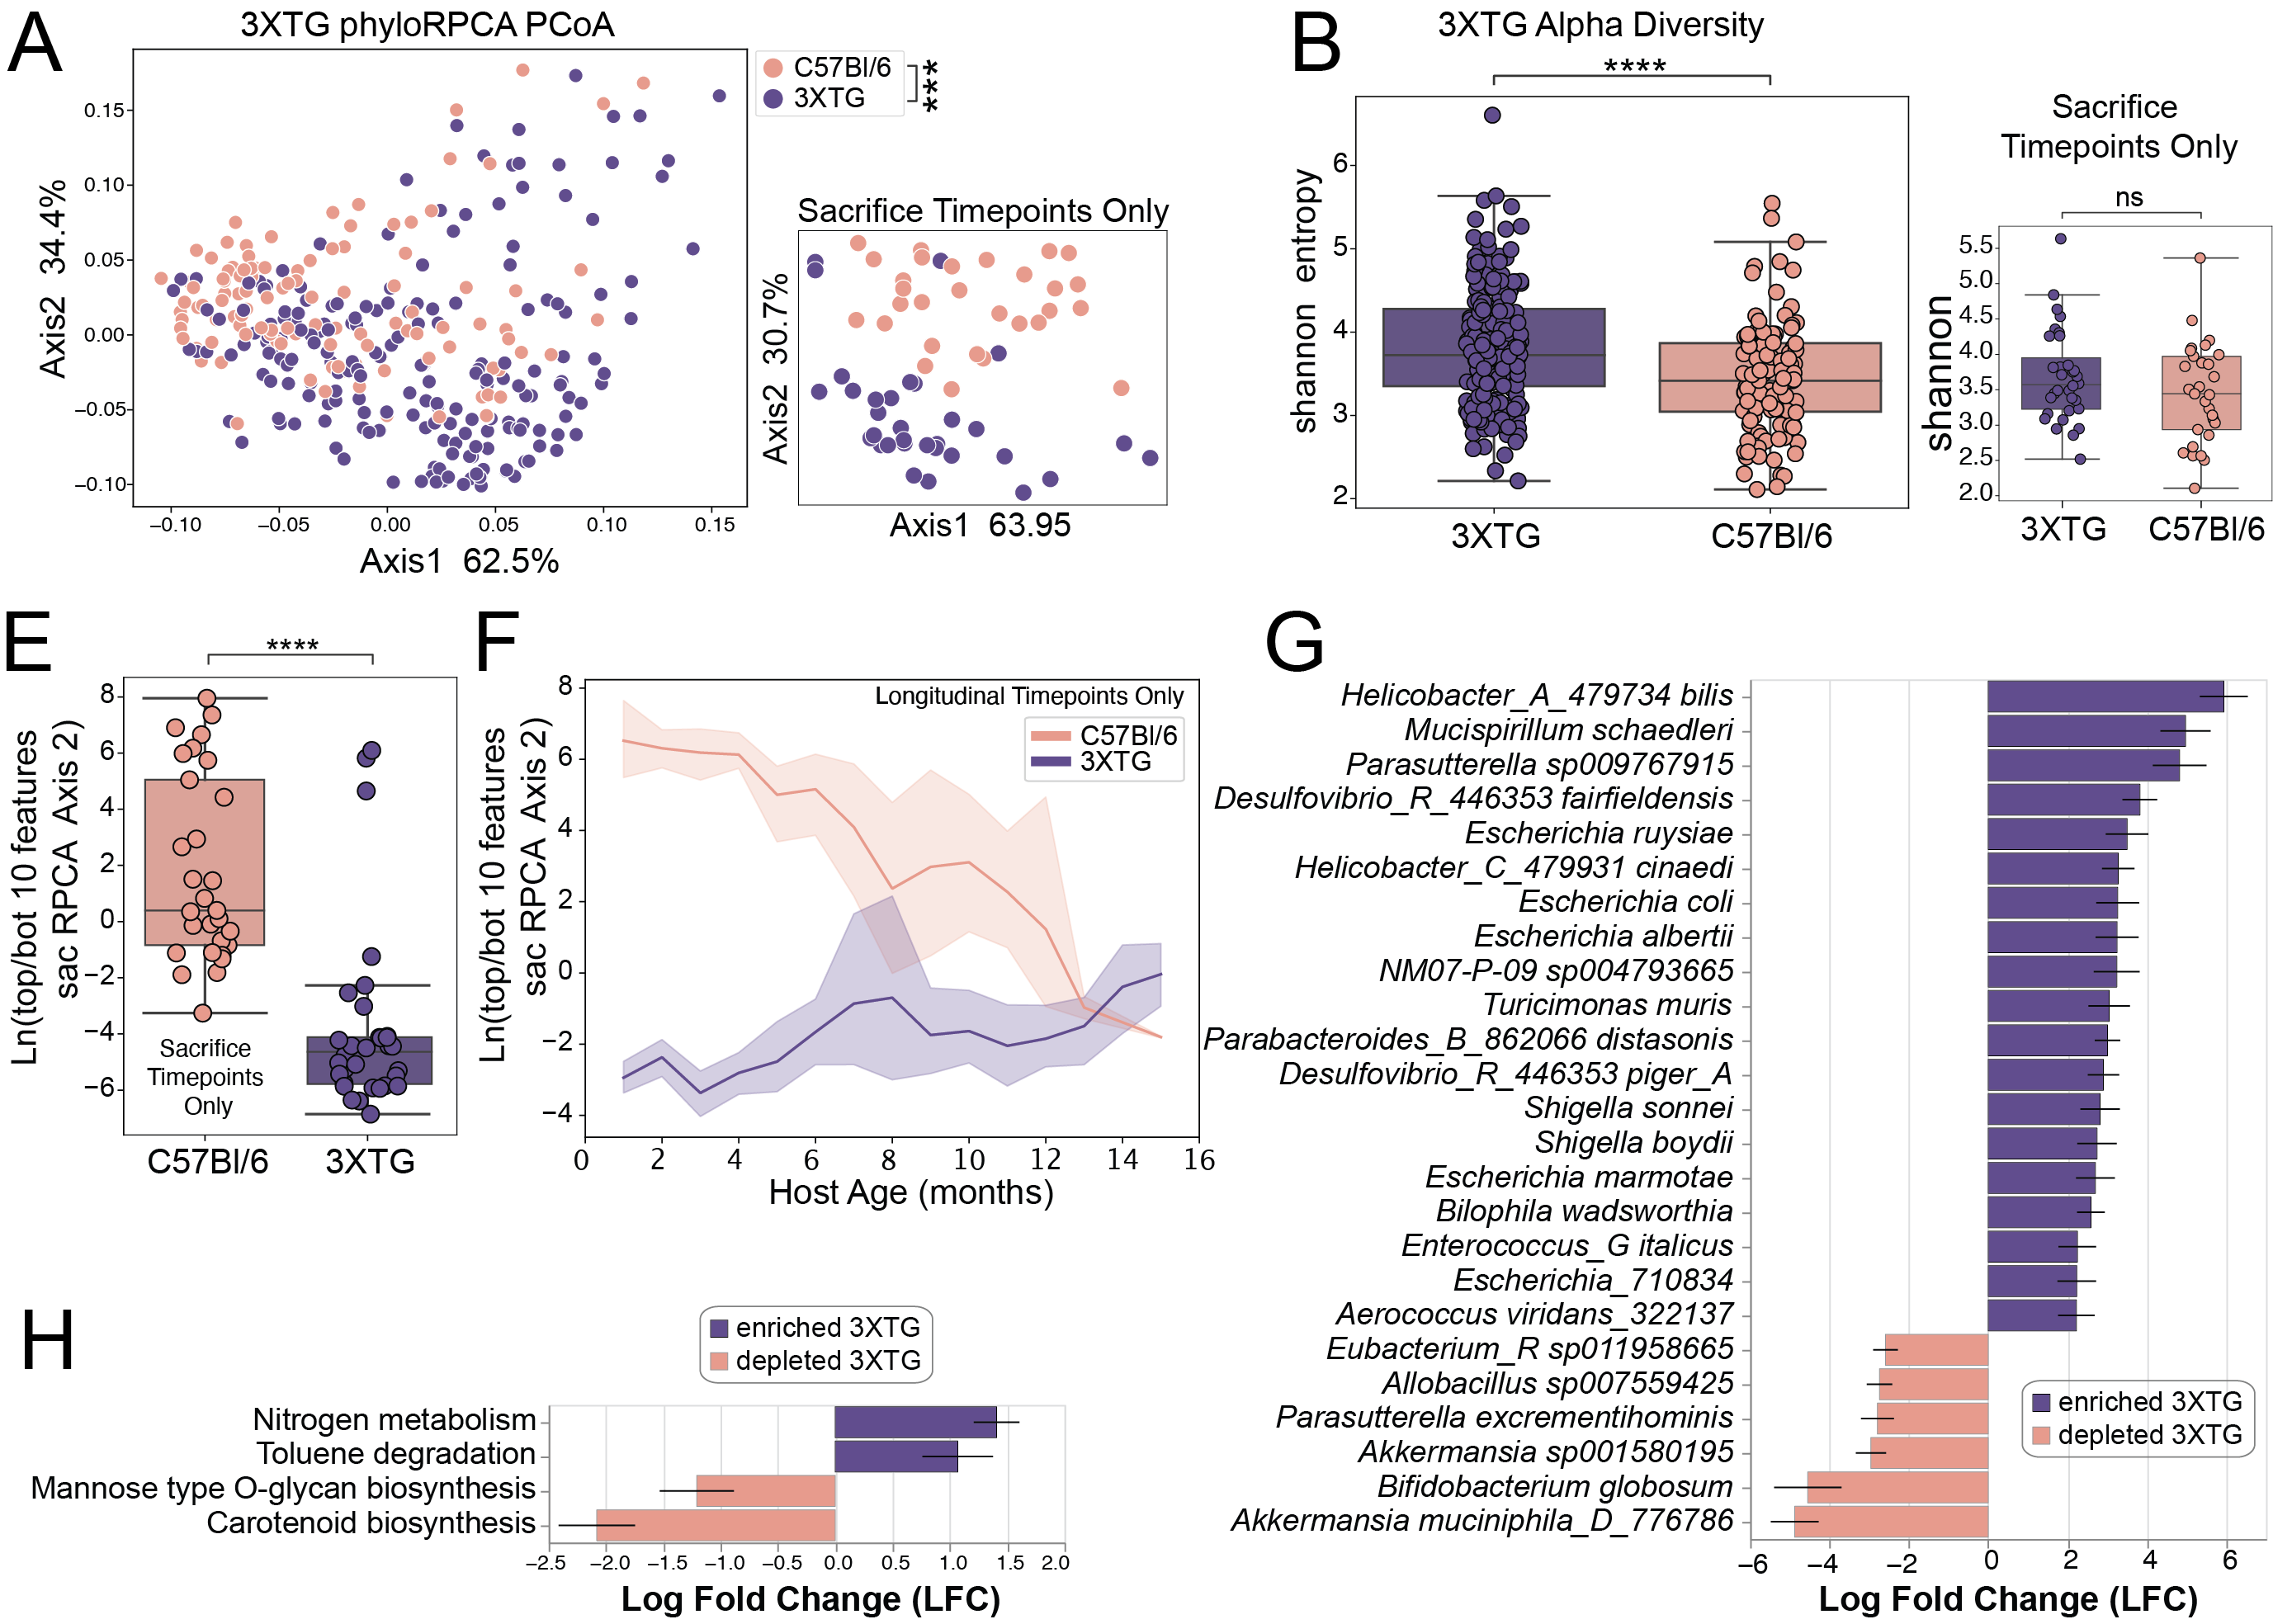 A
3XTG phyloRPCA PCoA
C57Bl/6
3XTG
***
0.15
0.10
0.05
0.00
−0.05
−0.10
Axis2 34.4%
−0.10
−0.05
0.00
0.05
0.10
0.15
Axis1 62.5%
Sacrifice Timepoints Only
Axis2 30.7%
Axis1 63.95
B
3XTG Alpha Diversity
****
shannon entropy
6
5
4
3
2
3XTG
C57Bl/6
Sacrifice
Timepoints Only
ns
shannon
5.5
5.0
4.5
4.0
3.5
3.0
2.5
2.0
3XTG
C57Bl/6
E
****
Ln(top/bot 10 features
sac RPCA Axis 2)
8
6
4
2
0
−2
−4
−6
Sacrifice
Timepoints
Only
C57Bl/6
3XTG
F
Longitudinal Timepoints Only
C57Bl/6
3XTG
Ln(top/bot 10 features
sac RPCA Axis 2)
8
6
4
2
0
−2
−4
0
2
4
6
8
10
12
14
16
Host Age (months)
G
Helicobacter_A_479734 bilis
Mucispirillum schaedleri
Parasutterella sp009767915
Desulfovibrio_R_446353 fairfieldensis
Escherichia ruysiae
Helicobacter_C_479931 cinaedi
Escherichia coli
Escherichia albertii
NM07-P-09 sp004793665
Turicimonas muris
Parabacteroides_B_862066 distasonis
Desulfovibrio_R_446353 piger_A
Shigella sonnei
Shigella boydii
Escherichia marmotae
Bilophila wadsworthia
Enterococcus_G italicus
Escherichia_710834
Aerococcus viridans_322137
Eubacterium_R sp011958665
Allobacillus sp007559425
Parasutterella excrementihominis
Akkermansia sp001580195
Bifidobacterium globosum
Akkermansia muciniphila_D_776786
enriched 3XTG
depleted 3XTG
−6
−4
−2
0
2
4
6
Log Fold Change (LFC)
H
enriched 3XTG
depleted 3XTG
Nitrogen metabolism
Toluene degradation
Mannose type O-glycan biosynthesis
Carotenoid biosynthesis
−2.5
−2.0
−1.5
−1.0
−0.5
0.0
0.5
1.0
1.5
2.0
Log Fold Change (LFC)